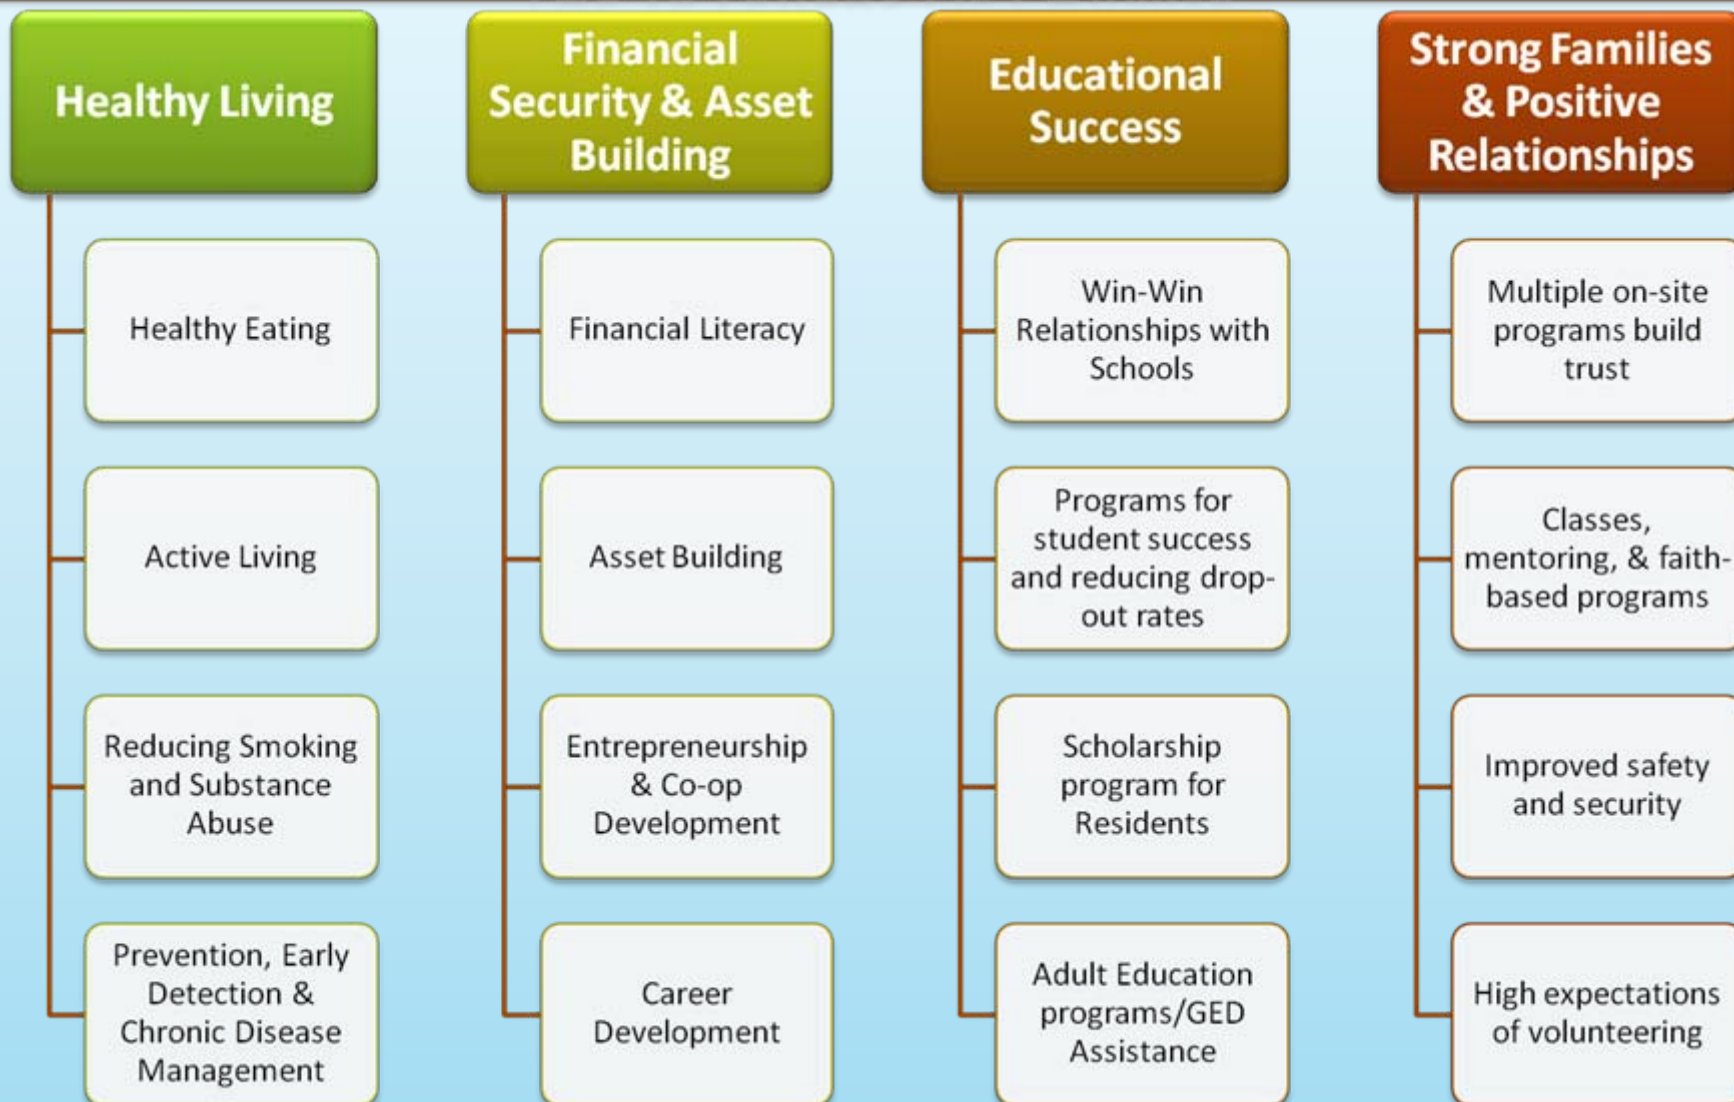 Healthy Living
Healthy Eating
Active Living
Reducing Smoking
and Substance
Abuse
Prevention, Early
Detection &
Chronic Disease
Management
Financial
Security & Asset
Building
Financial Literacy
Asset Building
Entrepreneurship
& Co-op
Development
Career
Development
Educational
Success
Win-Win
Relationships with
Schools
Programs for
student success
and reducing drop-
out rates
Scholarship
program for
Residents
Adult Education
programs/GED
Assistance
Strong Families
& Positive
Relationships
Multiple on-site
programs build
trust
Classes,
mentoring, & faith-
based programs
Improved safety
and security
High expectations
of volunteering